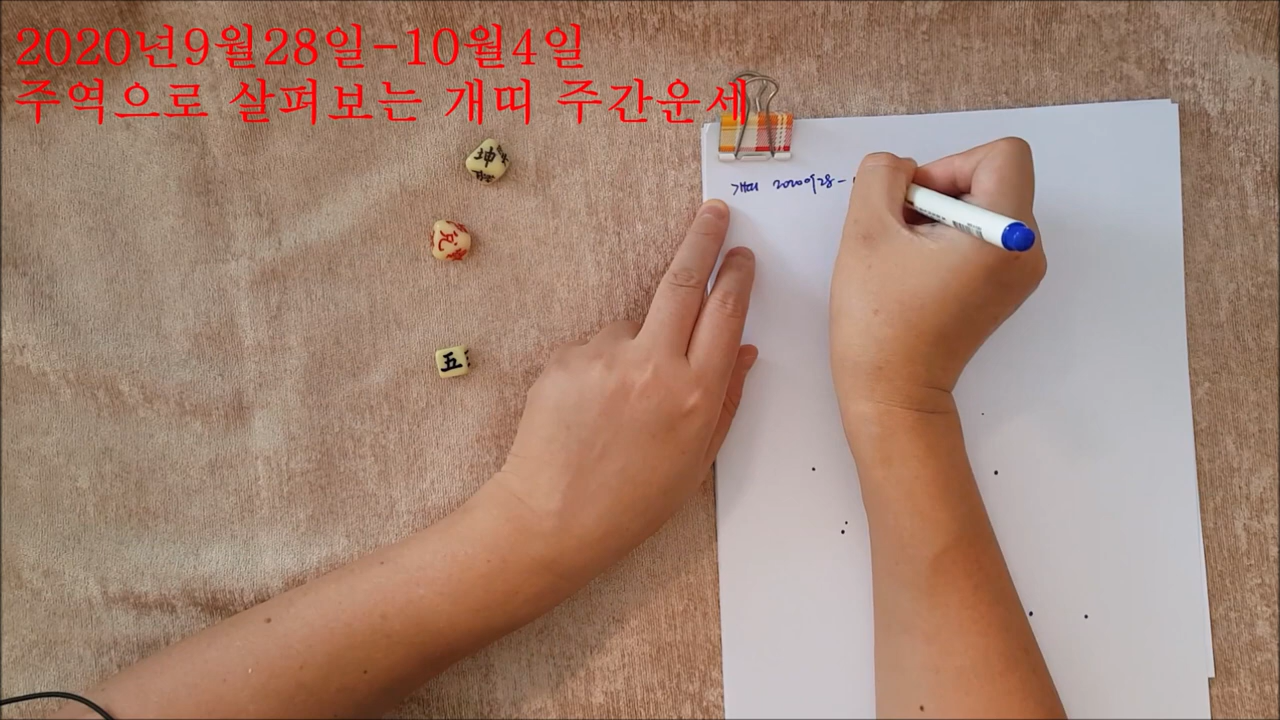 2020년9월28일-10월4일
주역으로 살펴보는 개띠 주간운세
坤
兌
五
개띠 2020 9/28-